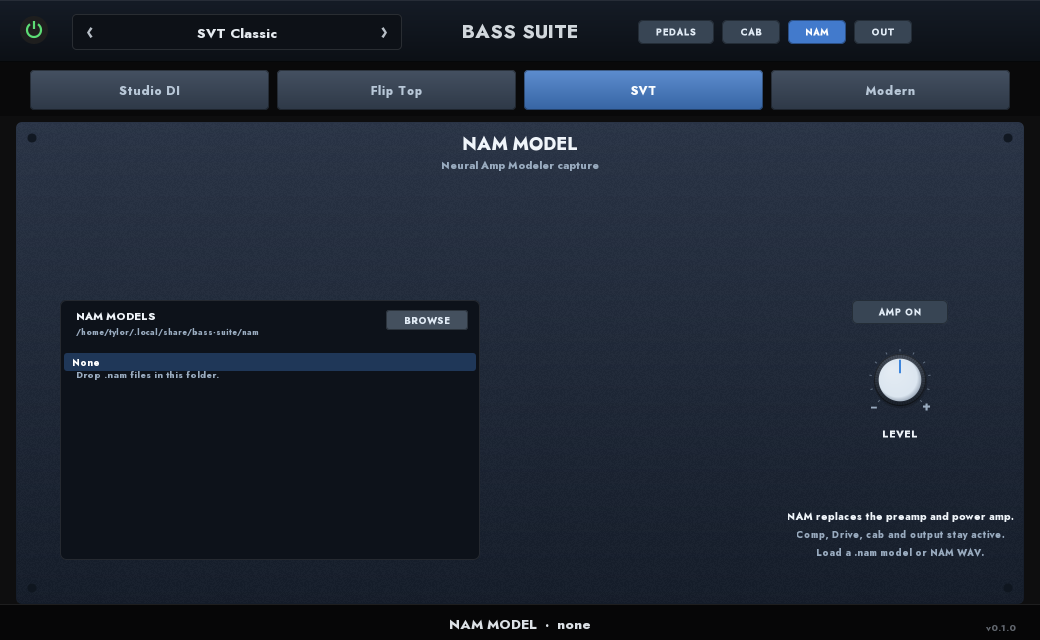 SVT Classic
BASS SUITE
PEDALS
CAB
NAM
OUT
Studio DI
Flip Top
SVT
Modern
NAM MODEL
Neural Amp Modeler capture
NAM MODELS
/home/tylor/.local/share/bass-suite/nam
BROWSE
None
Drop .nam files in this folder.
AMP ON
LEVEL
NAM replaces the preamp and power amp.
Comp, Drive, cab and output stay active.
Load a .nam model or NAM WAV.
NAM MODEL · none
v0.1.0